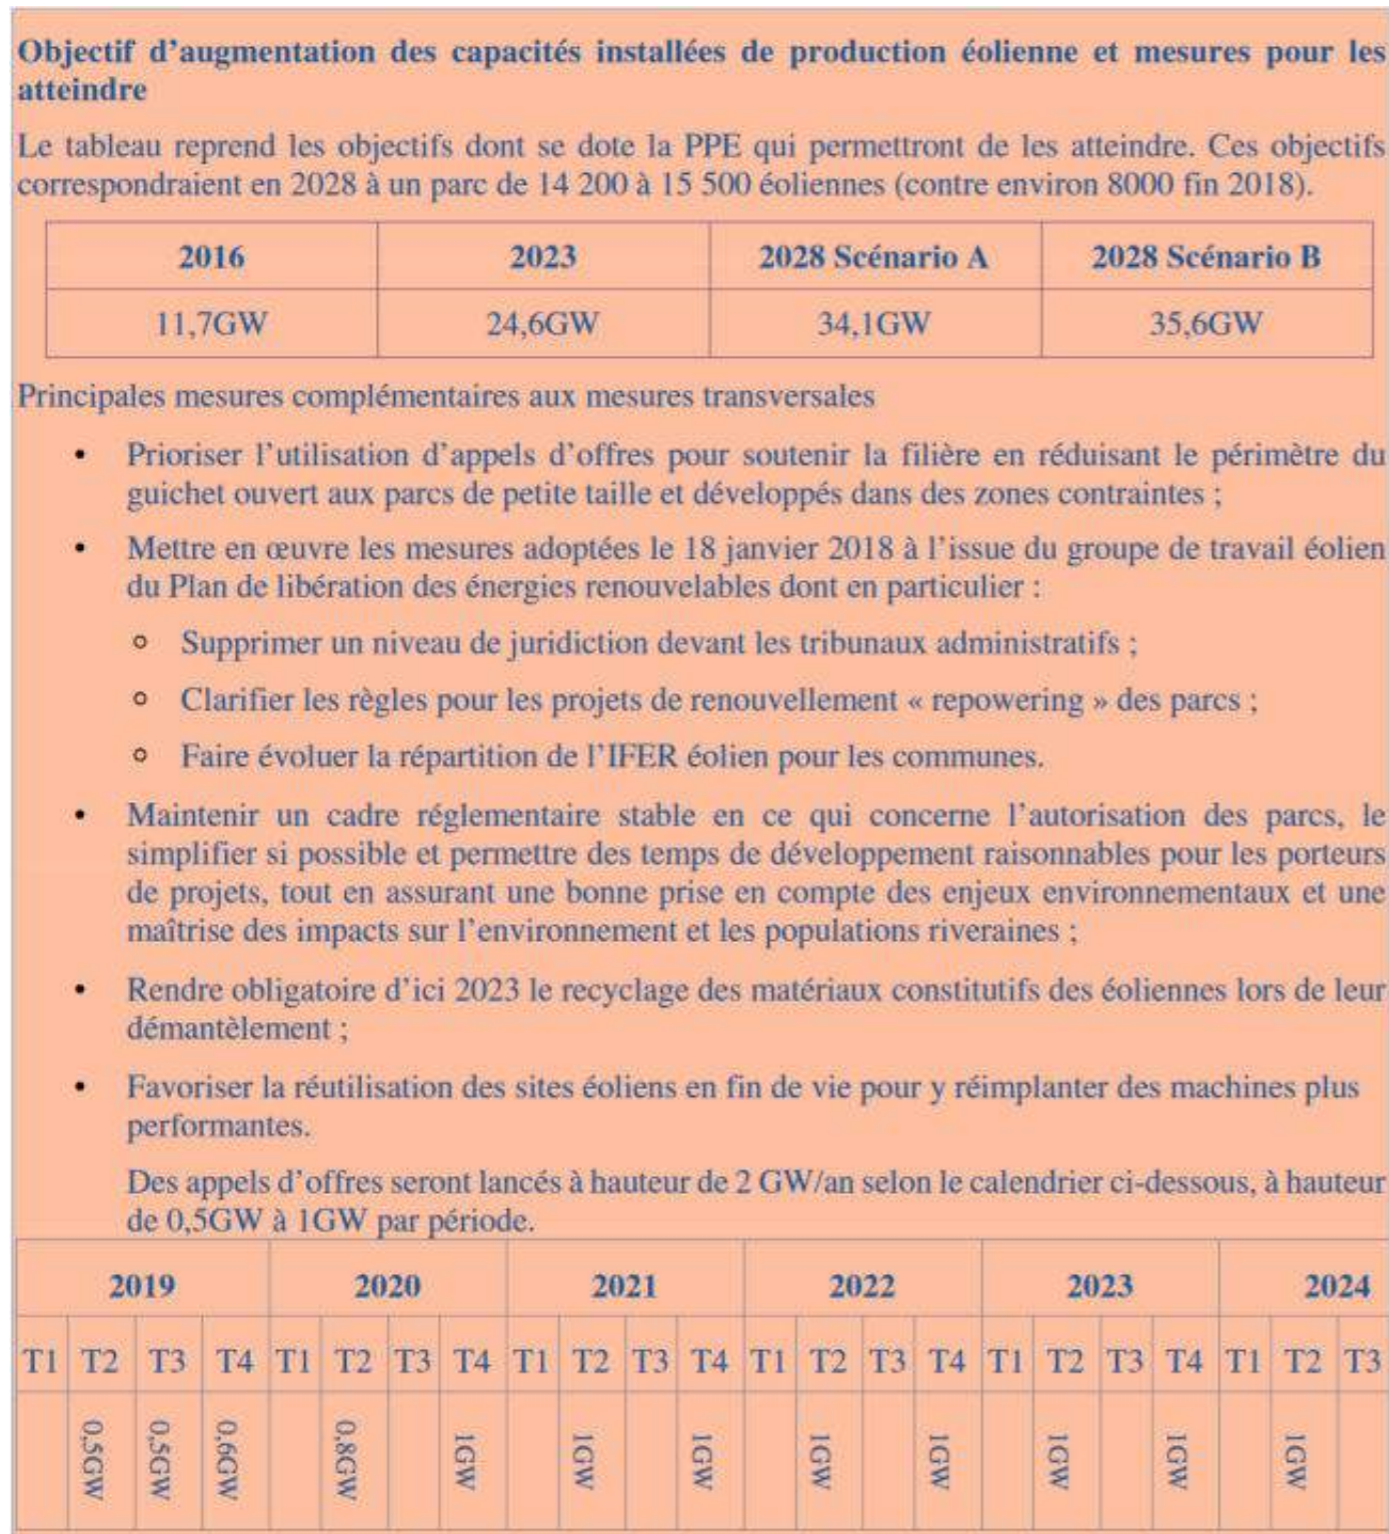 Objectif d'augmentation des capacités installées de production éolienne et mesures pour les
atteindre
Le tableau reprend les objectifs dont se dote la PPE qui permettront de les atteindre. Ces objectifs
correspondraient en 2028 à un parc de 14 200 à 15 500 éoliennes (contre environ 8000 fin 2018).
2016 2023 2028 Scénario A 2028 Scénario B
11,7GW 24,6GW 34,1GW 35,6GW
Principales mesures complémentaires aux mesures transversales
• Prioriser l'utilisation d'appels d'offres pour soutenir la filière en réduisant le périmètre du
guichet ouvert aux parcs de petite taille et développés dans des zones contraintes ;
• Mettre en œuvre les mesures adoptées le 18 janvier 2018 à l'issue du groupe de travail éolien
du Plan de libération des énergies renouvelables dont en particulier :
◦ Supprimer un niveau de juridiction devant les tribunaux administratifs ;
◦ Clarifier les règles pour les projets de renouvellement « repowering » des parcs ;
◦ Faire évoluer la répartition de l'IFER éolien pour les communes.
• Maintenir un cadre réglementaire stable en ce qui concerne l'autorisation des parcs, le
simplifier si possible et permettre des temps de développement raisonnables pour les porteurs
de projets, tout en assurant une bonne prise en compte des enjeux environnementaux et une
maîtrise des impacts sur l'environnement et les populations riveraines ;
• Rendre obligatoire d'ici 2023 le recyclage des matériaux constitutifs des éoliennes lors de leur
démantèlement ;
• Favoriser la réutilisation des sites éoliens en fin de vie pour y réimplanter des machines plus
performantes.
Des appels d'offres seront lancés à hauteur de 2 GW/an selon le calendrier ci-dessous, à hauteur
de 0,5GW à 1GW par période.
2019 2020 2021 2022 2023 2024
T1 T2 T3 T4 T1 T2 T3 T4 T1 T2 T3 T4 T1 T2 T3 T4 T1 T2 T3 T4 T1 T2 T3
0,5GW 0,5GW 0,6GW 0,8GW 1GW 1GW 1GW 1GW 1GW 1GW 1GW 1GW